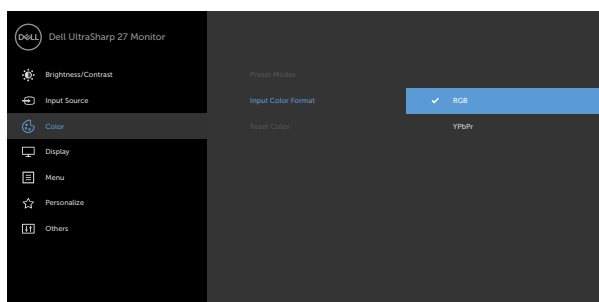 DELL Dell UltraSharp 27 Monitor
Brightness/Contrast
Preset Modes
Input Source
Input Color Format
RGB
Color
Reset Color
YPbPr
Display
Menu
Personalize
Others